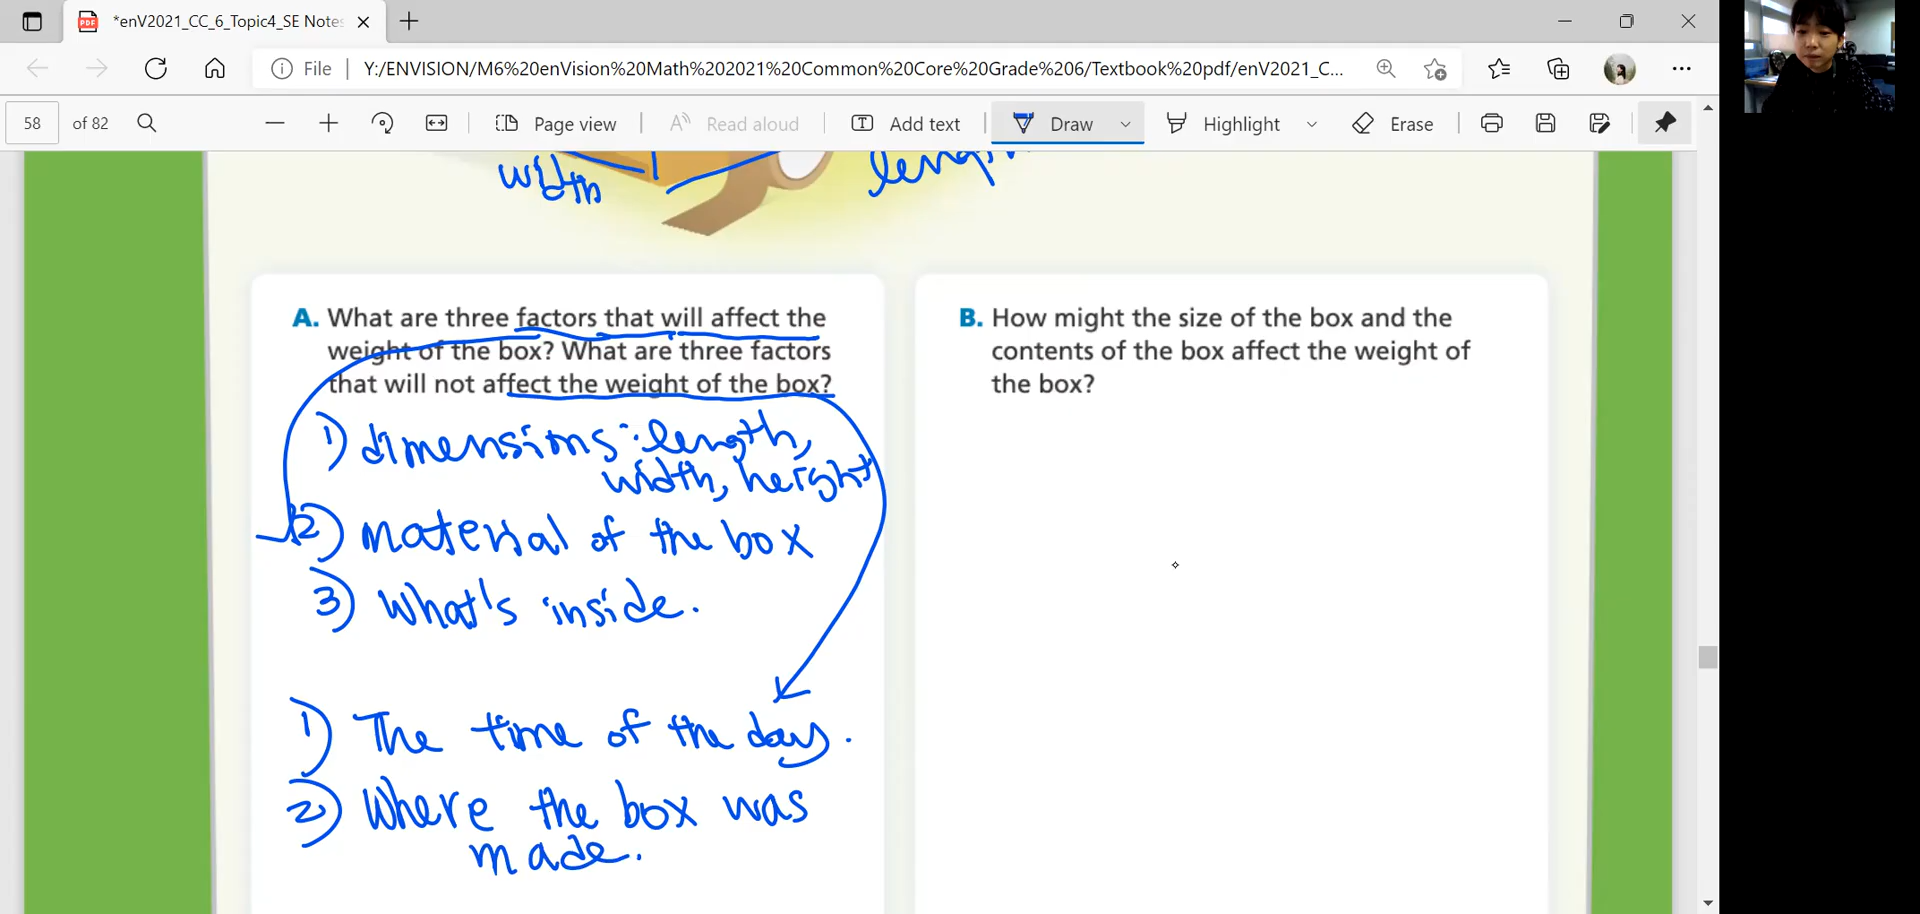 *enV2021_CC_6_Topic4_SE Notes
File
Y:/ENVISION/M6%20enVision%20Math%202021%20Common%20Core%20Grade%206/Textbook%20pdf/enV2021_C...
58 of 82
Page view
Read aloud
Add text
Draw
Highlight
Erase
width
length
A. What are three factors that will affect the
weight of the box? What are three factors
that will not affect the weight of the box?
1) dimensions: length,
width, height
2) material of the box
3) What's inside.
1) The time of the day.
2) Where the box was
made.
B. How might the size of the box and the
contents of the box affect the weight of
the box?